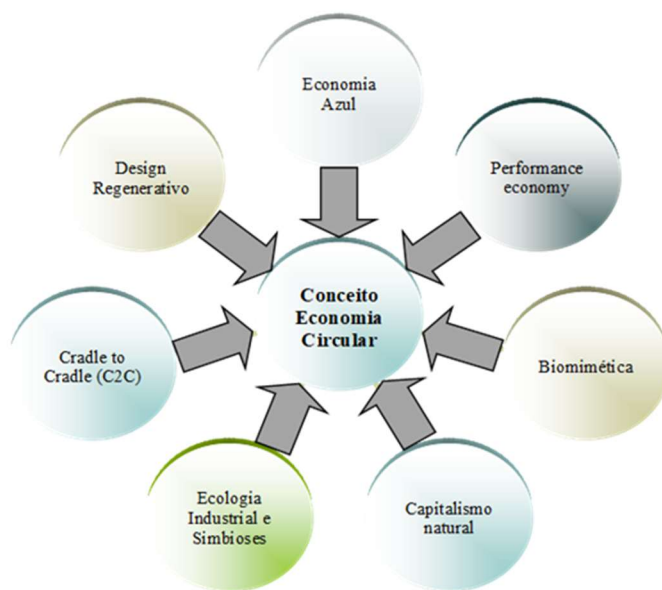 Economia
Azul
Design
Regenerativo
Performance
economy
Conceito
Economia
Circular
Cradle to
Cradle (C2C)
Biomimética
Ecologia
Industrial e
Simbioses
Capitalismo
natural